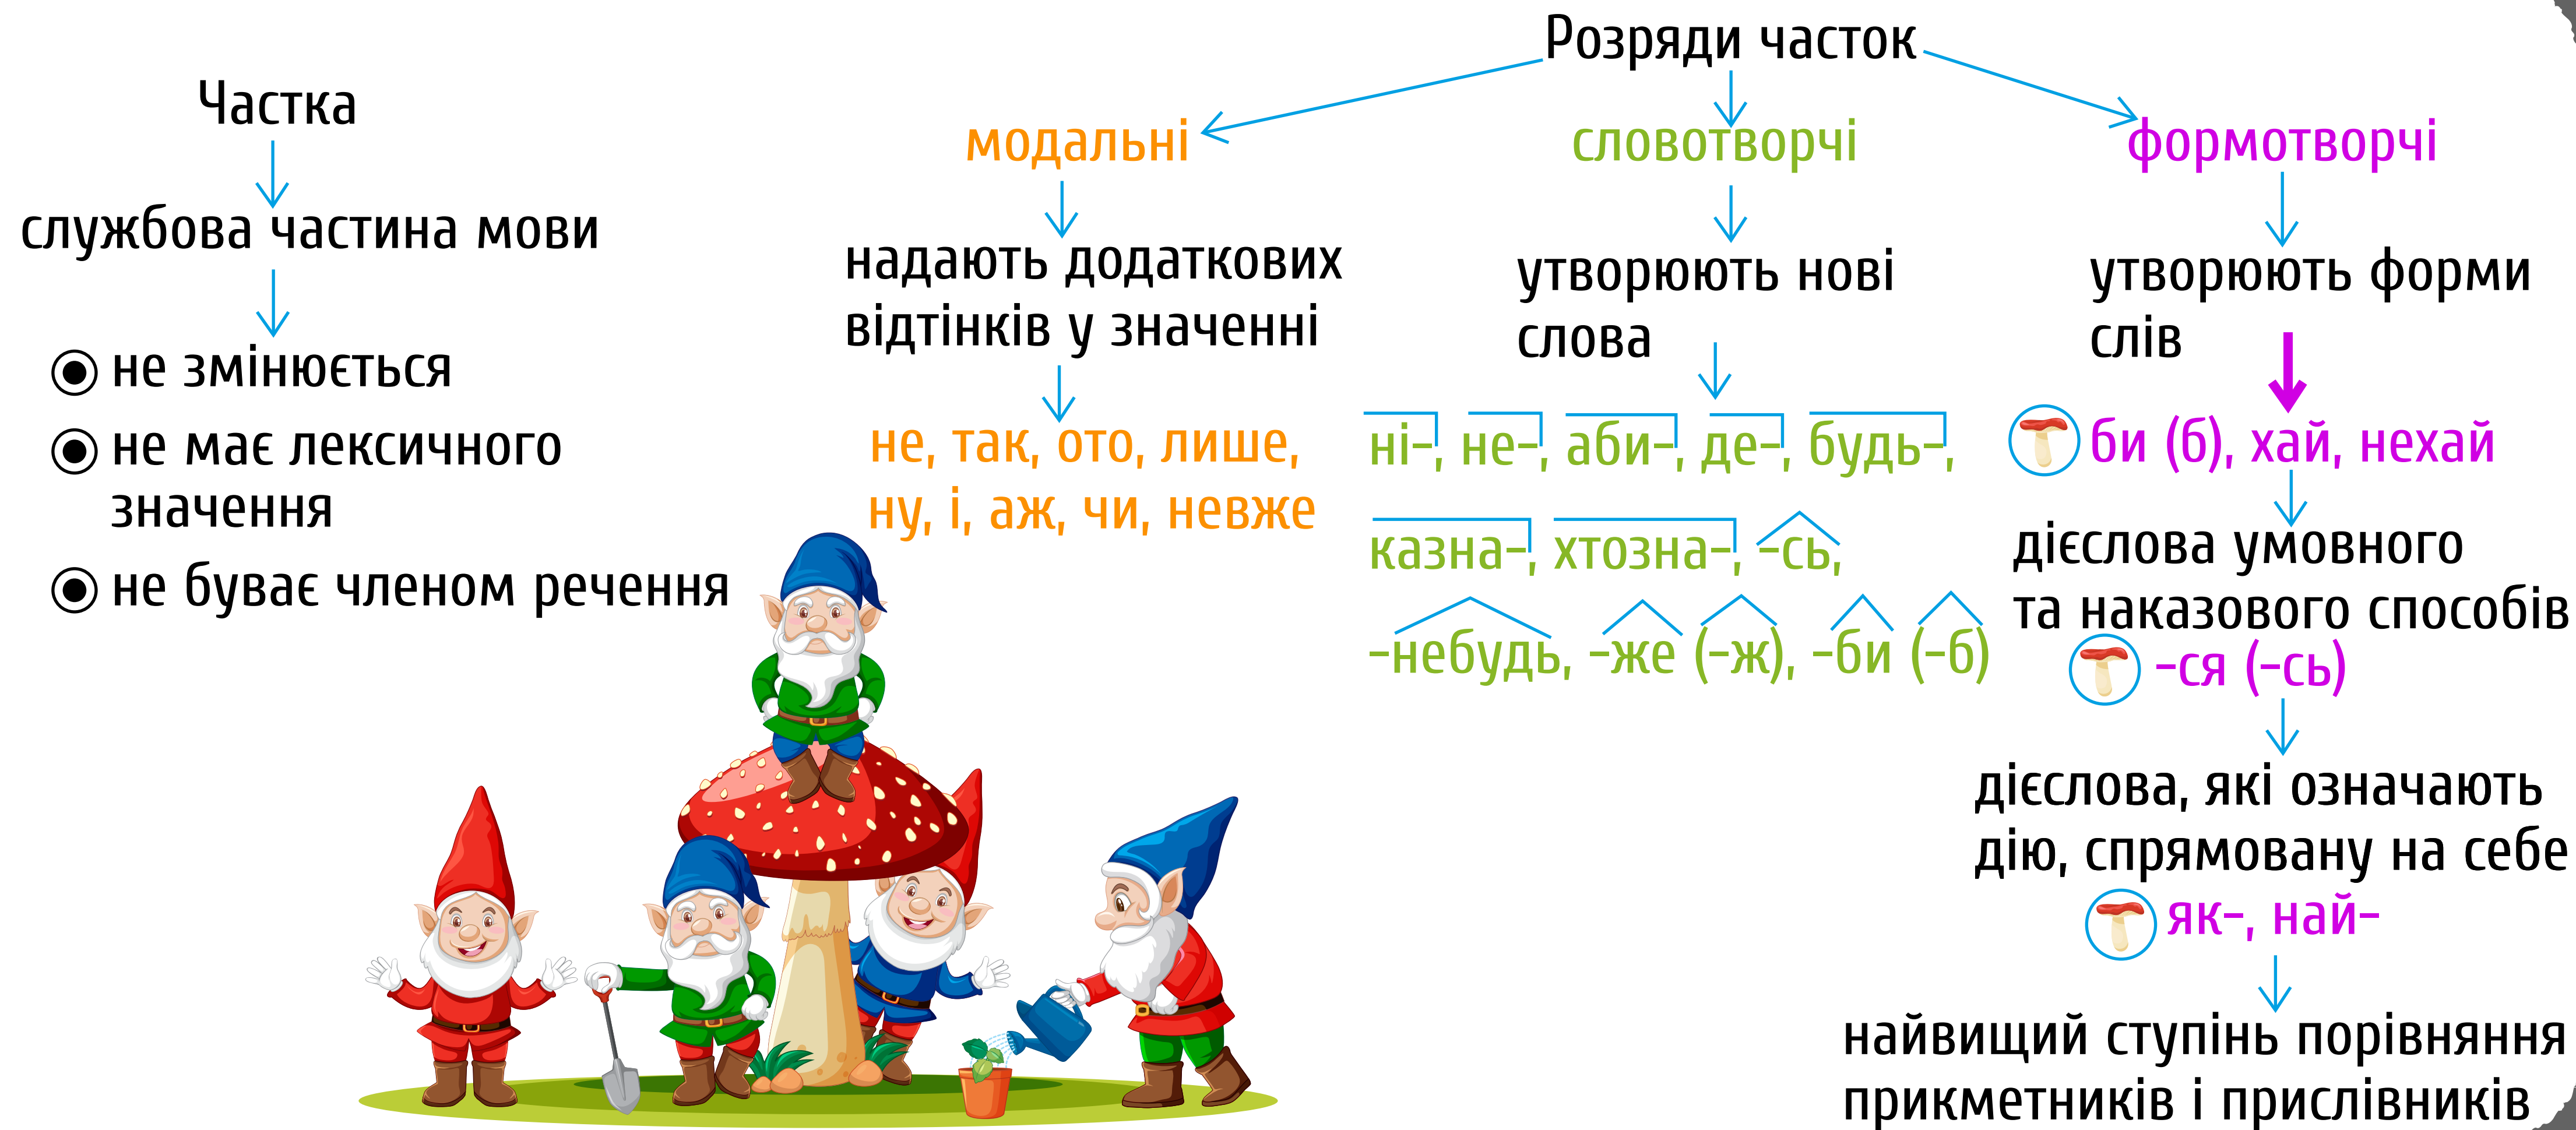 Частка
службова частина мови
не змінюється
не має лексичного
значення
не буває членом речення
Розряди часток
модальні
надають додаткових
відтінків у значенні
не, так, ото, лише,
ну, і, аж, чи, невже
словотворчі
утворюють нові
слова
ні-, не-, аби-, де-, будь-,
казна-, хтозна-, -сь,
-небудь, -же (-ж), -би (-б)
формотворчі
утворюють форми
слів
би (б), хай, нехай
дієслова умовного
та наказового способів
-ся (-сь)
дієслова, які означають
дію, спрямовану на себе
як-, най-
найвищий ступінь порівняння
прикметників і прислівників